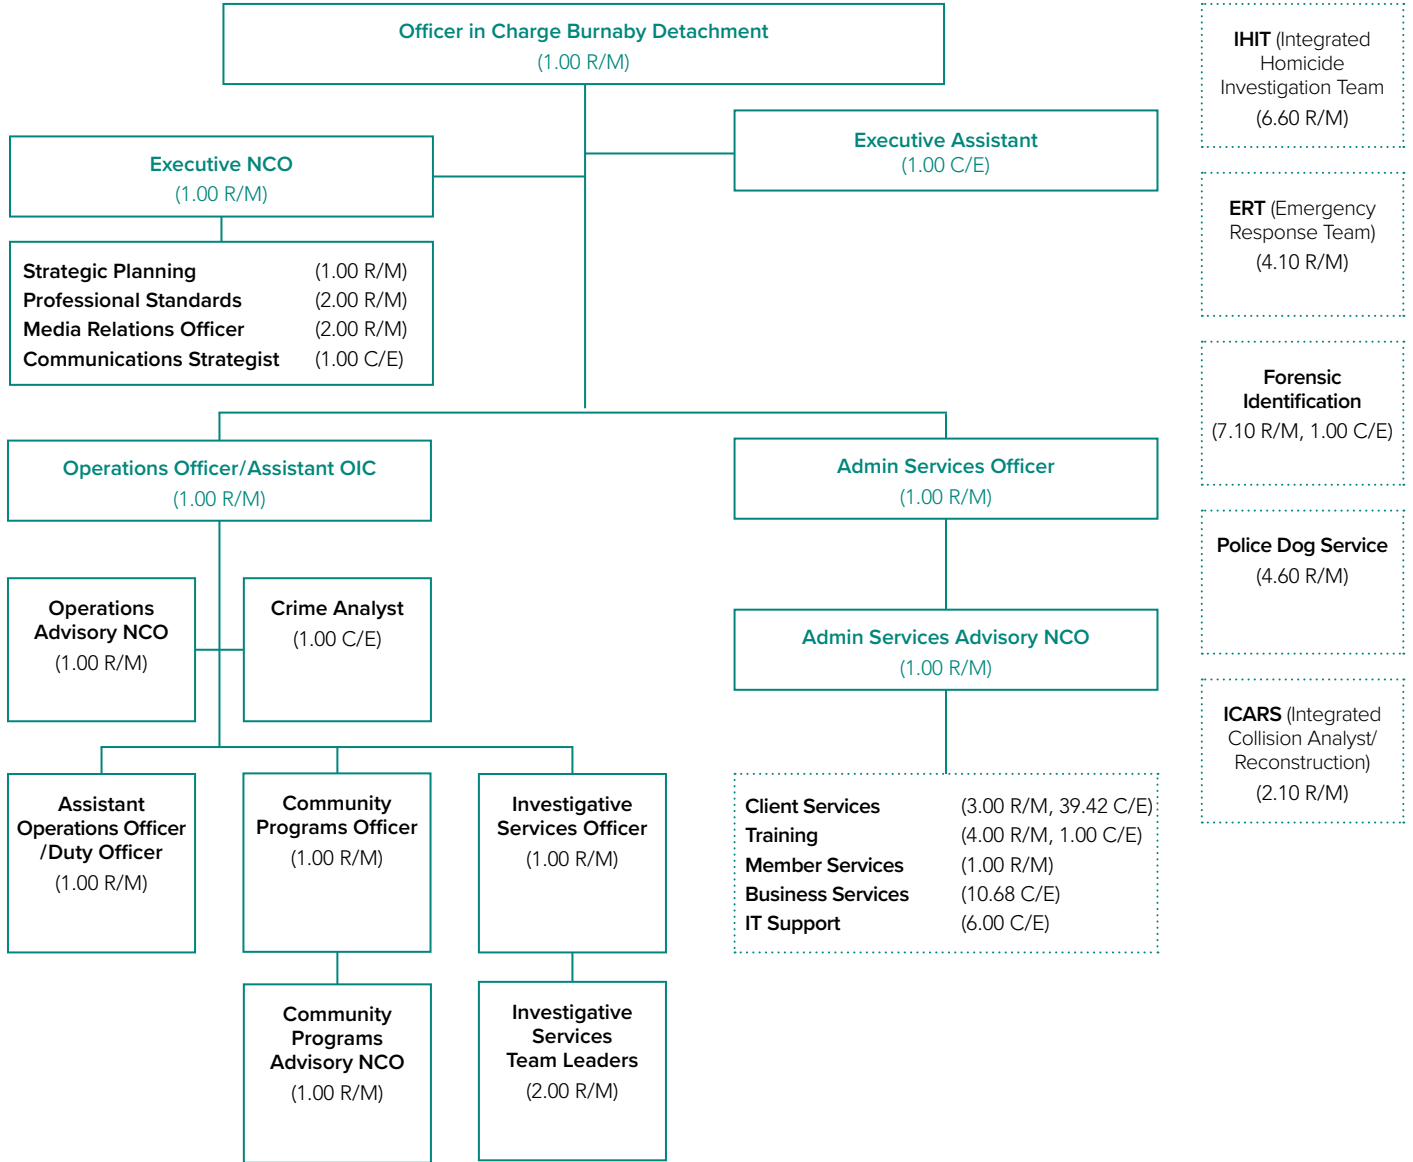 Officer in Charge Burnaby Detachment
(1.00 R/M)
Executive NCO
(1.00 R/M)
Executive Assistant
(1.00 C/E)
Strategic Planning (1.00 R/M)
Professional Standards (2.00 R/M)
Media Relations Officer (2.00 R/M)
Communications Strategist (1.00 C/E)
Operations Officer/Assistant OIC
(1.00 R/M)
Admin Services Officer
(1.00 R/M)
Operations
Advisory NCO
(1.00 R/M)
Crime Analyst
(1.00 C/E)
Admin Services Advisory NCO
(1.00 R/M)
Assistant
Operations Officer
/Duty Officer
(1.00 R/M)
Community
Programs Officer
(1.00 R/M)
Investigative
Services Officer
(1.00 R/M)
Client Services (3.00 R/M, 39.42 C/E)
Training (4.00 R/M, 1.00 C/E)
Member Services (1.00 R/M)
Business Services (10.68 C/E)
IT Support (6.00 C/E)
Community
Programs
Advisory NCO
(1.00 R/M)
Investigative
Services
Team Leaders
(2.00 R/M)
IHIT (Integrated
Homicide
Investigation Team
(6.60 R/M)
ERT (Emergency
Response Team)
(4.10 R/M)
Forensic
Identification
(7.10 R/M, 1.00 C/E)
Police Dog Service
(4.60 R/M)
ICARS (Integrated
Collision Analyst/
Reconstruction)
(2.10 R/M)